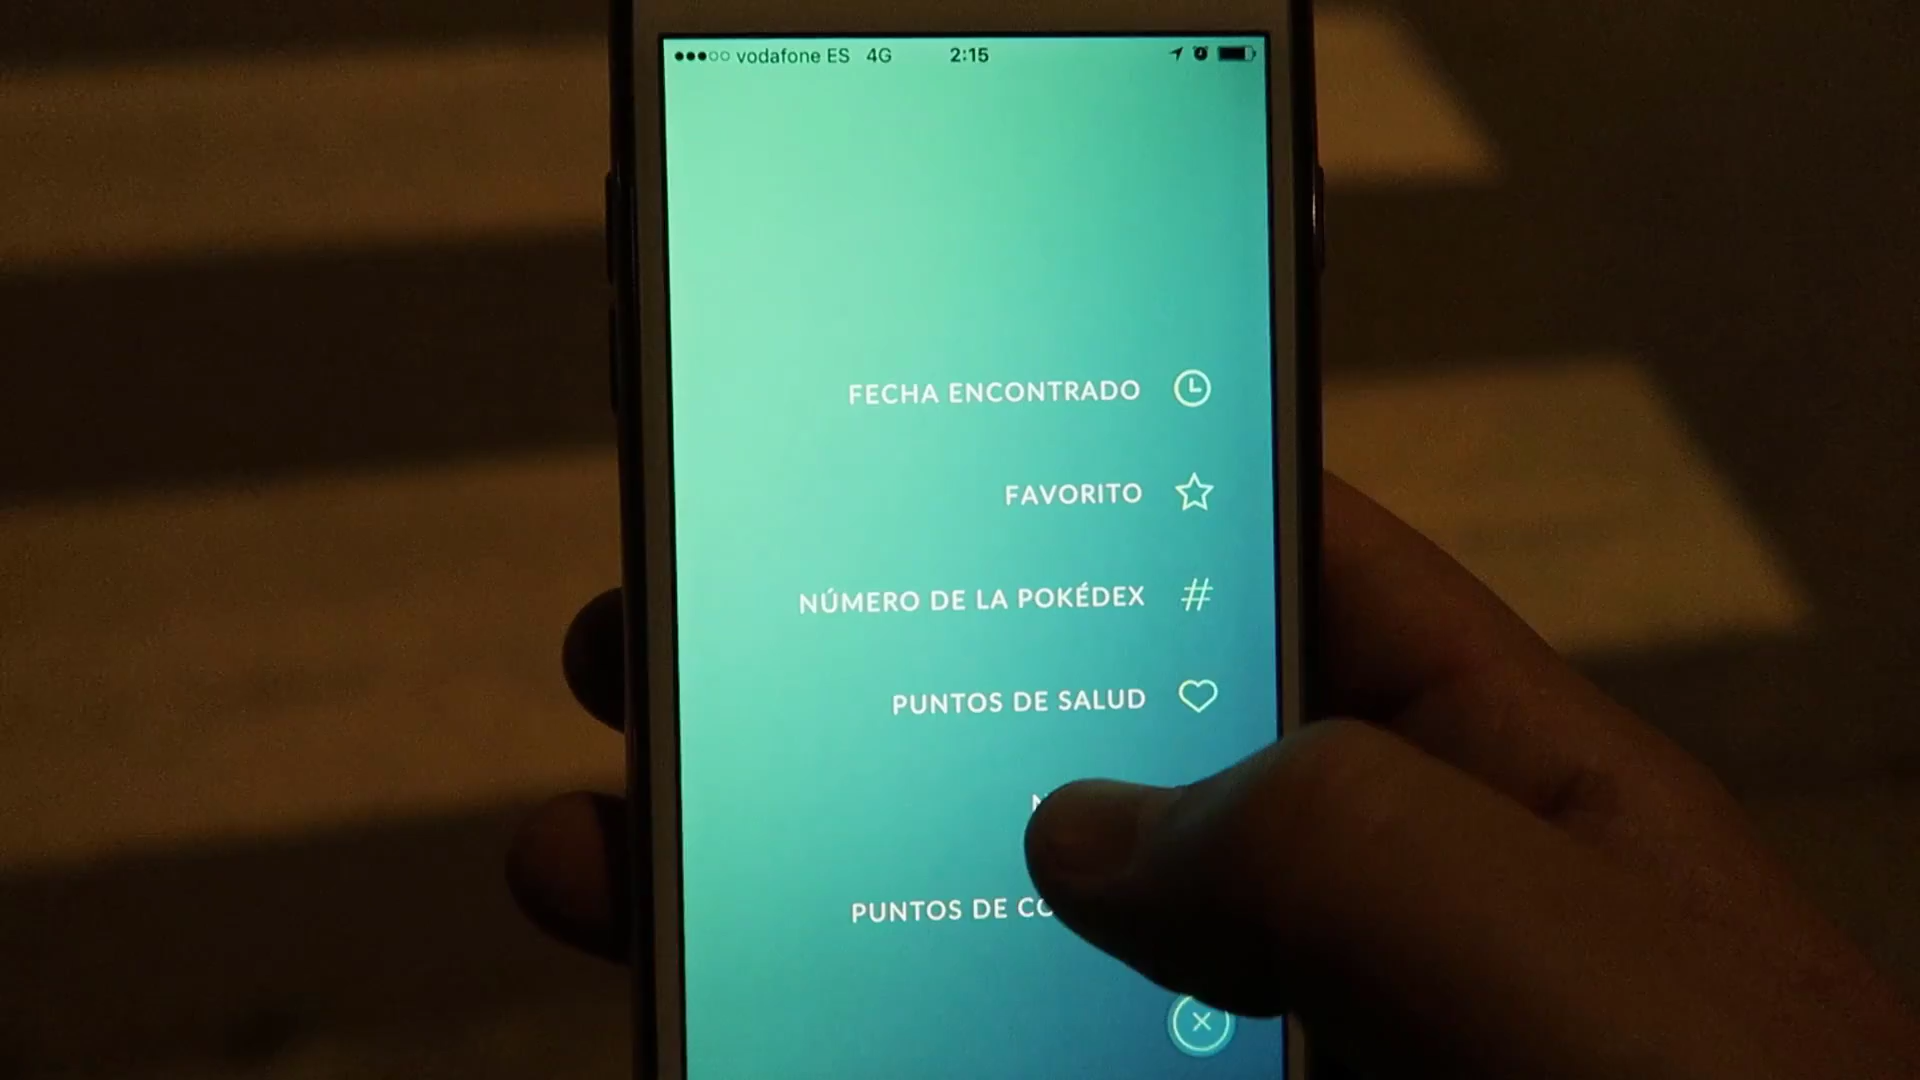 vodafone ES 4G 2:15
FECHA ENCONTRADO
FAVORITO
NÚMERO DE LA POKÉDEX #
PUNTOS DE SALUD
PUNTOS DE